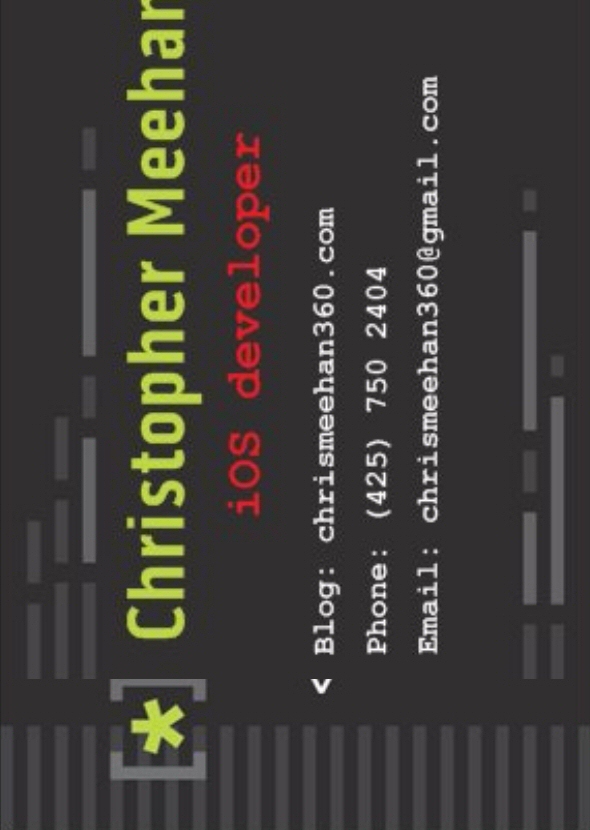 [*] Christopher Meehan
iOS developer
< Blog: chrismeehan360.com
Phone: (425) 750 2404
Email: chrismeehan360@gmail.com